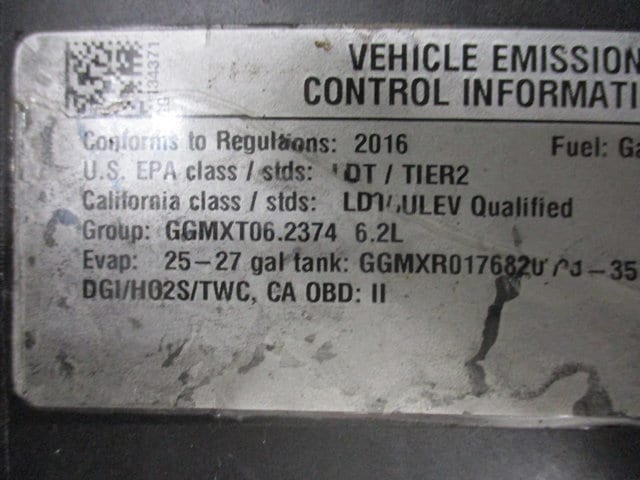 VEHICLE EMISSION
CONTROL INFORMATI
Conforms to Regulations: 2016 Fuel: Ga
U.S. EPA class / stds: LDT / TIER2
California class / stds: ULEV Qualified
Group: GGMXT06.2374 6.2L
Evap: 25-27 gal tank:
DGI/HO2S/TWC, CA OBD: II